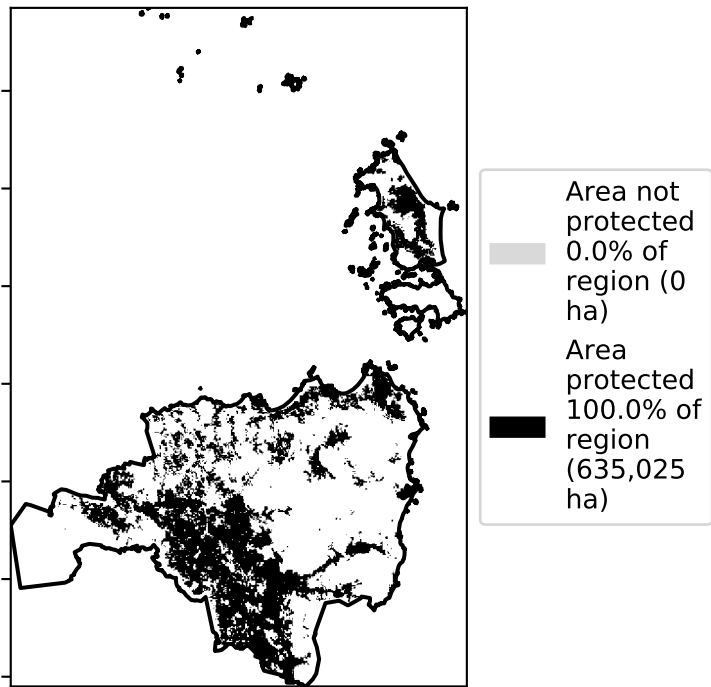 Area not
protected
0.0% of
region (0
ha)
Area
protected
100.0% of
region
(635,025
ha)